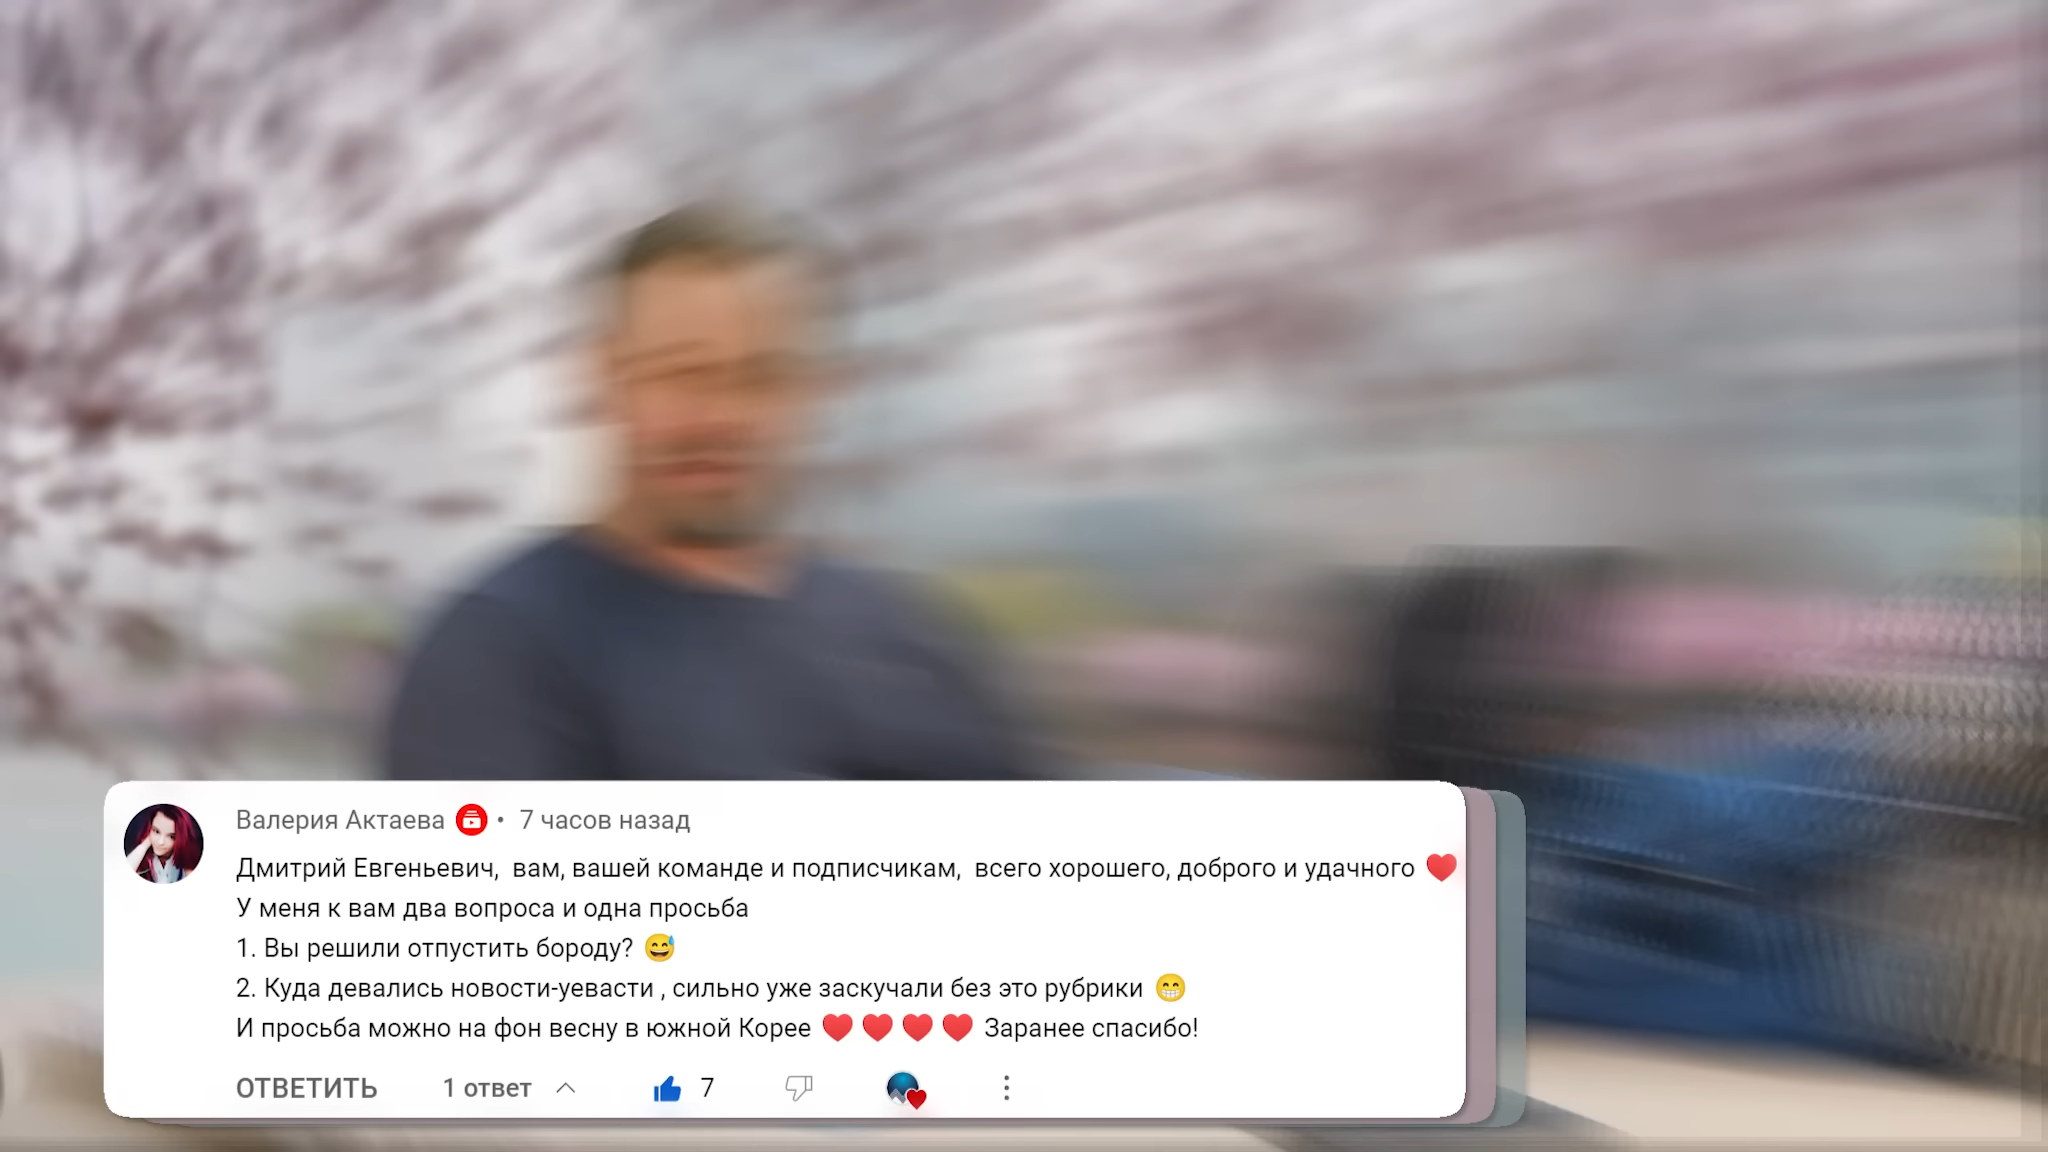 Валерия Актаева • 7 часов назад
Дмитрий Евгеньевич, вам, вашей команде и подписчикам, всего хорошего, доброго и удачного ♥️
У меня к вам два вопроса и одна просьба
1. Вы решили отпустить бороду? 😅
2. Куда девались новости-уевасти , сильно уже заскучали без это рубрики 😁
И просьба можно на фон весну в южной Корее ♥️♥️♥️♥️ Заранее спасибо!
ОТВЕТИТЬ 1 ответ 7